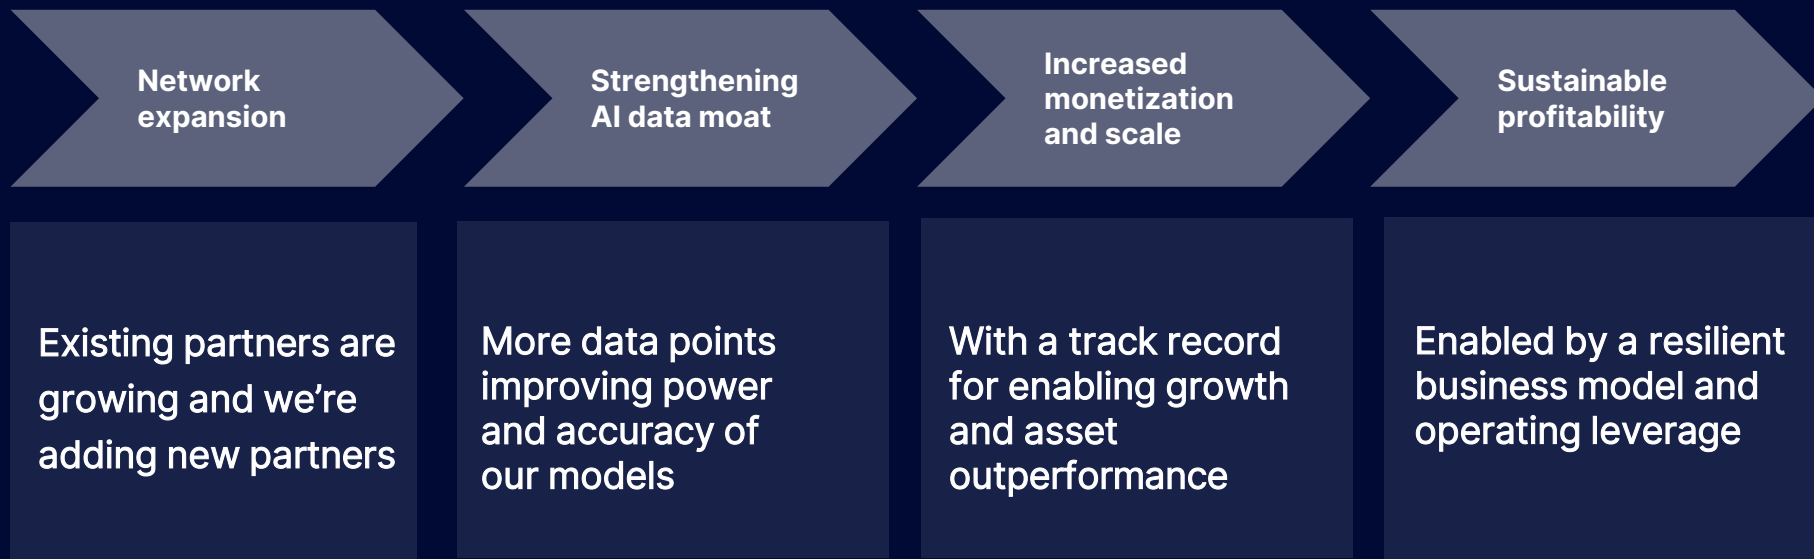 Network
expansion
Strengthening
AI data moat
Increased
monetization
and scale
Sustainable
profitability
Existing partners are
growing and we’re
adding new partners
More data points
improving power
and accuracy of
our models
With a track record
for enabling growth
and asset
outperformance
Enabled by a resilient
business model and
operating leverage